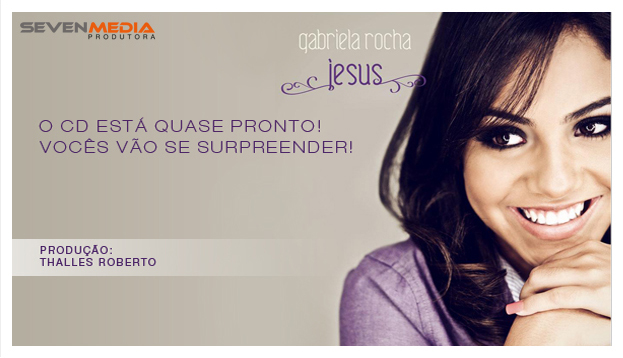 SEVENMEDIA
PRODUTORA
gabriela rocha
jesus
O CD ESTÁ QUASE PRONTO!
VOCÊS VÃO SE SURPREENDER!
PRODUÇÃO:
THALLES ROBERTO